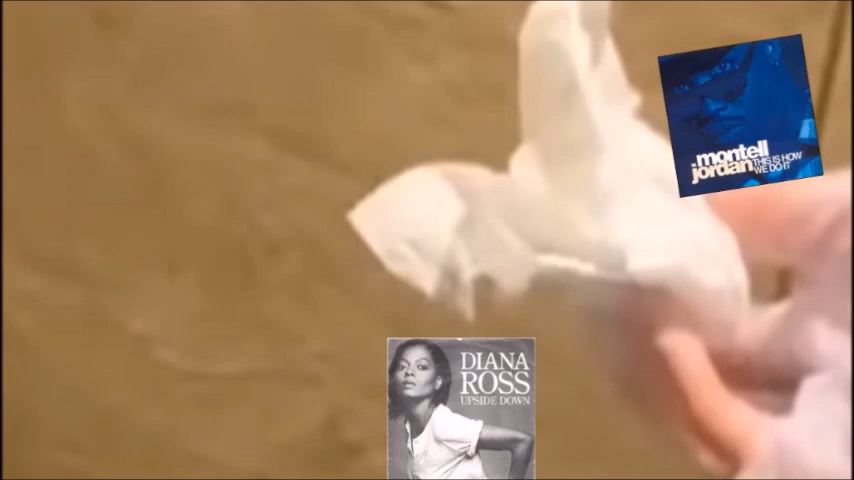 .montell
jordan THIS IS HOW
WE DO IT
DIANA
ROSS
UPSIDE DOWN